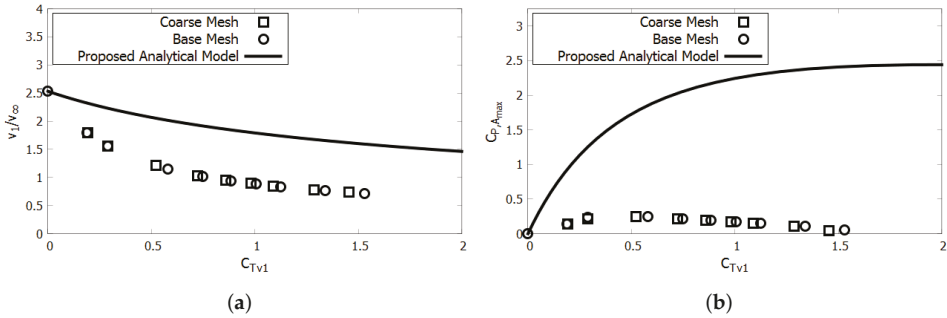 Coarse Mesh
Base Mesh
Proposed Analytical Model
4
3.5
3
2.5
2
1.5
1
0.5
0
v1/v∞
0
0.5
1
1.5
2
CTv1
(a)
Coarse Mesh
Base Mesh
Proposed Analytical Model
3
2.5
2
1.5
1
0.5
0
CP,Amax
0
0.5
1
1.5
2
CTv1
(b)